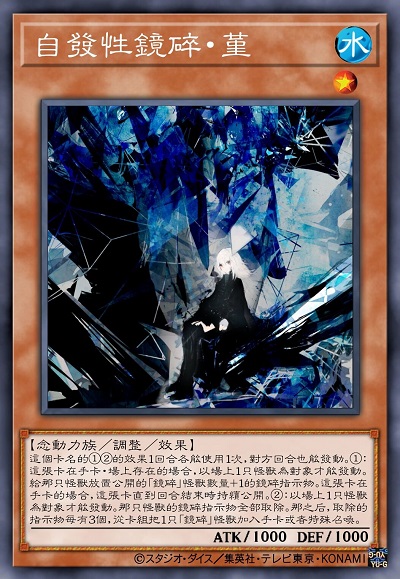 自發性鏡碎·堇
水
【念動力族／調整／效果】
這個卡名的①②的效果1回合各能使用1次,對方回合也能發動。①:
這張卡在手卡·場上存在的場合,以場上1只怪獸為對象才能發動。
給那只怪獸放置公開的「鏡碎」怪獸數量+1的鏡碎指示物。這張卡
在手卡的場合,這張卡直到回合結束時持續公開。②:以場上1只怪獸
為對象才能發動。那只怪獸的鏡碎指示物全部取除。那之后,取除的
指示物每有3個,從卡組把1只「鏡碎」怪獸加入手卡或者特殊召喚。
ATK/1000 DEF/1000
©スタジオ・ダイス／集英社・テレビ東京・KONAMI